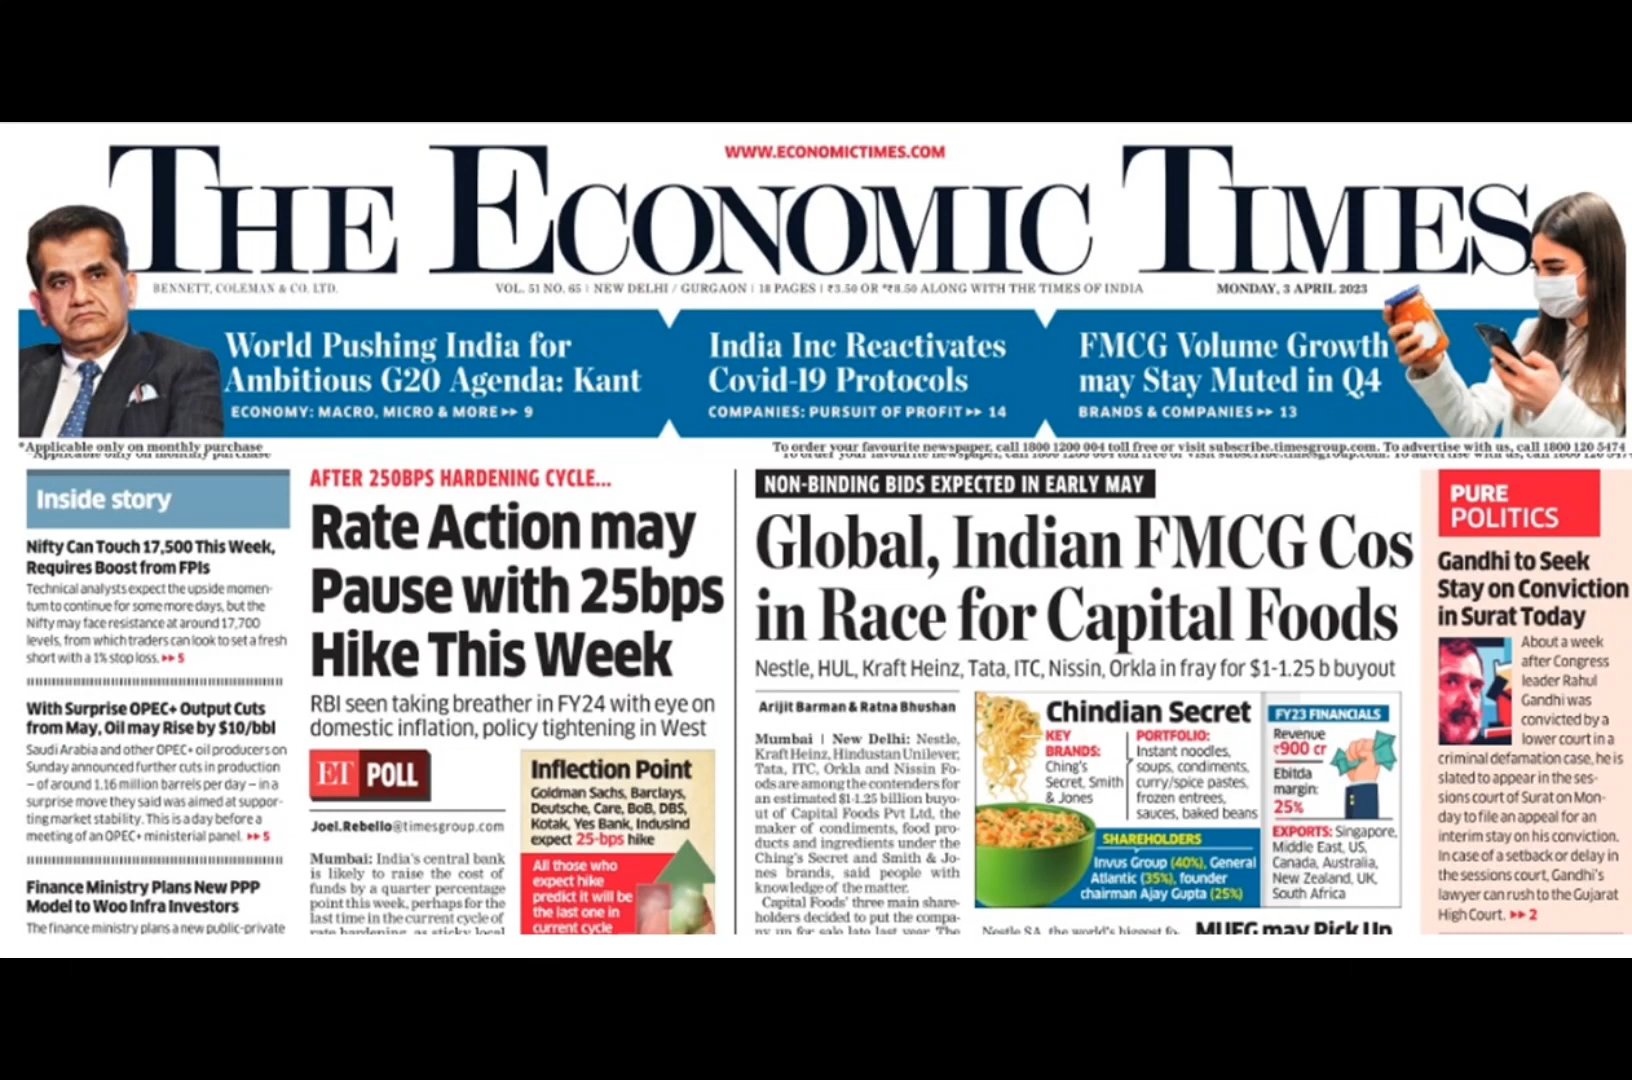 WWW.ECONOMICTIMES.COM
THE ECONOMIC TIMES
BENNETT, COLEMAN & CO. LTD.
VOL. 51 NO. 65 | NEW DELHI / GURGAON | 18 PAGES | ₹3.50 OR *₹8.50 ALONG WITH THE TIMES OF INDIA
MONDAY, 3 APRIL 2023
World Pushing India for
Ambitious G20 Agenda: Kant
ECONOMY: MACRO, MICRO & MORE ▸▸ 9
India Inc Reactivates
Covid-19 Protocols
COMPANIES: PURSUIT OF PROFIT ▸▸ 14
FMCG Volume Growth
may Stay Muted in Q4
BRANDS & COMPANIES ▸▸ 13
*Applicable only on monthly purchase
To order your favourite newspaper, call 1800 1200 004 toll free or visit subscribe.timesgroup.com. To advertise with us, call 1800 120 5474
Inside story
Nifty Can Touch 17,500 This Week,
Requires Boost from FPIs
Technical analysts expect the upside momen-
tum to continue for some more days, but the
Nifty may face resistance at around 17,700
levels, from which traders can look to set a fresh
short with a 1% stop loss. ▸▸ 5
With Surprise OPEC+ Output Cuts
from May, Oil may Rise by $10/bbl
Saudi Arabia and other OPEC+ oil producers on
Sunday announced further cuts in production
– of around 1.16 million barrels per day – in a
surprise move they said was aimed at suppor-
ting market stability. This is a day before a
meeting of an OPEC+ ministerial panel. ▸▸ 5
Finance Ministry Plans New PPP
Model to Woo Infra Investors
The finance ministry plans a new public-private
AFTER 250BPS HARDENING CYCLE...
Rate Action may
Pause with 25bps
Hike This Week
RBI seen taking breather in FY24 with eye on
domestic inflation, policy tightening in West
ET POLL
Joel.Rebello@timesgroup.com
Mumbai: India's central bank
is likely to raise the cost of
funds by a quarter percentage
point this week, perhaps for the
last time in the current cycle of
rate hardening, as sticky local
Inflection Point
Goldman Sachs, Barclays,
Deutsche, Care, BoB, DBS,
Kotak, Yes Bank, IndusInd
expect 25-bps hike
All those who
expect hike
predict it will be
the last one in
current cycle
NON-BINDING BIDS EXPECTED IN EARLY MAY
Global, Indian FMCG Cos
in Race for Capital Foods
Nestle, HUL, Kraft Heinz, Tata, ITC, Nissin, Orkla in fray for $1-1.25 b buyout
Arijit Barman & Ratna Bhushan
Mumbai | New Delhi: Nestle,
Kraft Heinz, Hindustan Unilever,
Tata, ITC, Orkla and Nissin Fo-
ods are among the contenders for
an estimated $1-1.25 billion buyo-
ut of Capital Foods Pvt Ltd, the
maker of condiments, food pro-
ducts and ingredients under the
Ching's Secret and Smith & Jo-
nes brands, said people with
knowledge of the matter.
Capital Foods' three main share-
holders decided to put the compa-
ny up for sale late last year. The
Chindian Secret
KEY
BRANDS:
Ching's
Secret, Smith
& Jones
PORTFOLIO:
Instant noodles,
soups, condiments,
curry/spice pastes,
frozen entrees,
sauces, baked beans
SHAREHOLDERS
Invus Group (40%), General
Atlantic (35%), founder
chairman Ajay Gupta (25%)
FY23 FINANCIALS
Revenue
₹900 cr
Ebitda
margin:
25%
EXPORTS: Singapore,
Middle East, US,
Canada, Australia,
New Zealand, UK,
South Africa
Nestle SA, the world's biggest fo-
MUFG may Pick Up
PURE
POLITICS
Gandhi to Seek
Stay on Conviction
in Surat Today
About a week
after Congress
leader Rahul
Gandhi was
convicted by a
lower court in a
criminal defamation case, he is
slated to appear in the ses-
sions court of Surat on Mon-
day to file an appeal for an
interim stay on his conviction.
In case of a setback or delay in
the sessions court, Gandhi's
lawyer can rush to the Gujarat
High Court. ▸▸ 2